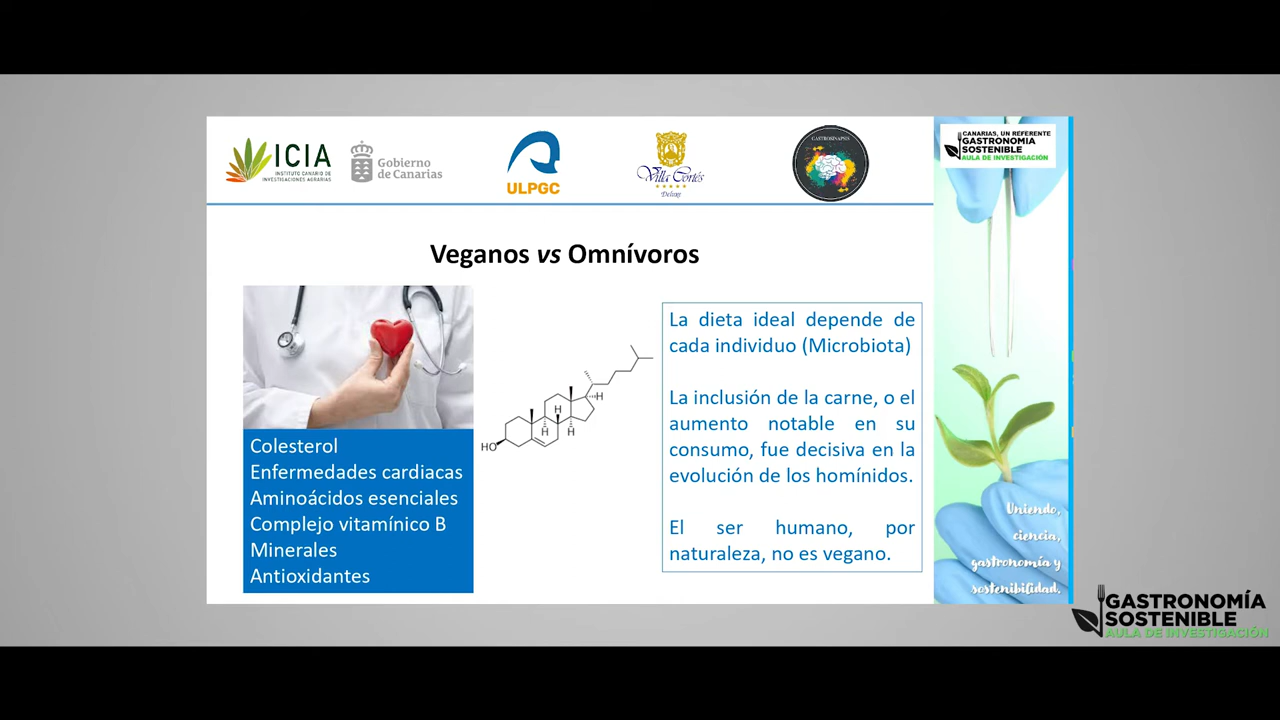 ICIA
INSTITUTO CANARIO DE
INVESTIGACIONES AGRARIAS
Gobierno
de Canarias
ULPGC
Villa Cortés
Deluxe
GASTROSINAPSIS
CANARIAS, UN REFERENTE
GASTRONOMÍA
SOSTENIBLE
AULA DE INVESTIGACIÓN
Veganos vs Omnívoros
Colesterol
Enfermedades cardiacas
Aminoácidos esenciales
Complejo vitamínico B
Minerales
Antioxidantes
HO
H
H
H
H
La dieta ideal depende de
cada individuo (Microbiota)
La inclusión de la carne, o el
aumento notable en su
consumo, fue decisiva en la
evolución de los homínidos.
El ser humano, por
naturaleza, no es vegano.
Uniendo,
ciencia,
gastronomía y
sostenibilidad.
GASTRONOMÍA
SOSTENIBLE
AULA DE INVESTIGACIÓN